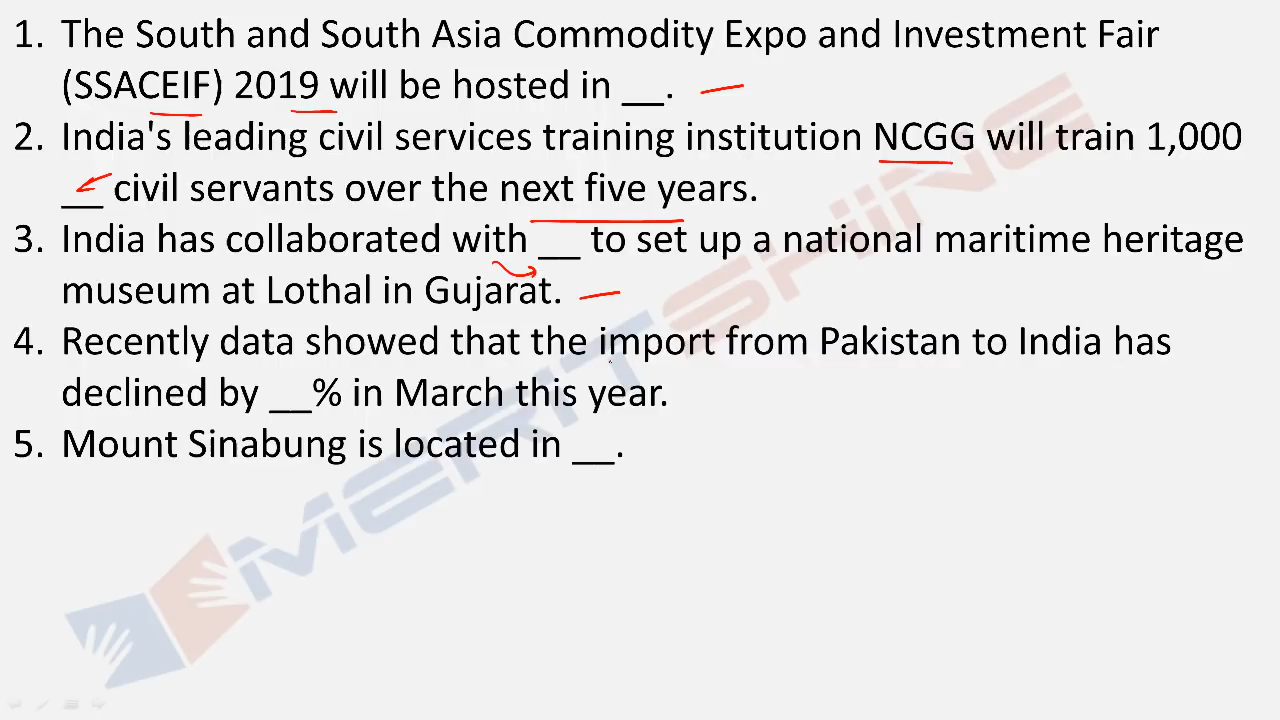 1. The South and South Asia Commodity Expo and Investment Fair
(SSACEIF) 2019 will be hosted in __.
2. India's leading civil services training institution NCGG will train 1,000
__ civil servants over the next five years.
3. India has collaborated with __ to set up a national maritime heritage
museum at Lothal in Gujarat.
4. Recently data showed that the import from Pakistan to India has
declined by __% in March this year.
5. Mount Sinabung is located in __.
MERITSHINE